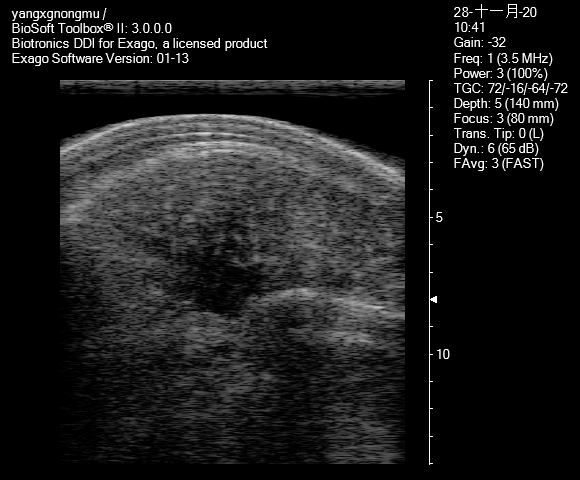 yangxgnongmu /
BioSoft Toolbox® II: 3.0.0.0
Biotronics DDI for Exago, a licensed product
Exago Software Version: 01-13
28-十一月-20
10:41
Gain: -32
Freq: 1 (3.5 MHz)
Power: 3 (100%)
TGC: 72/-16/-64/-72
Depth: 5 (140 mm)
Focus: 3 (80 mm)
Trans. Tip: 0 (L)
Dyn.: 6 (65 dB)
FAvg: 3 (FAST)
5
10